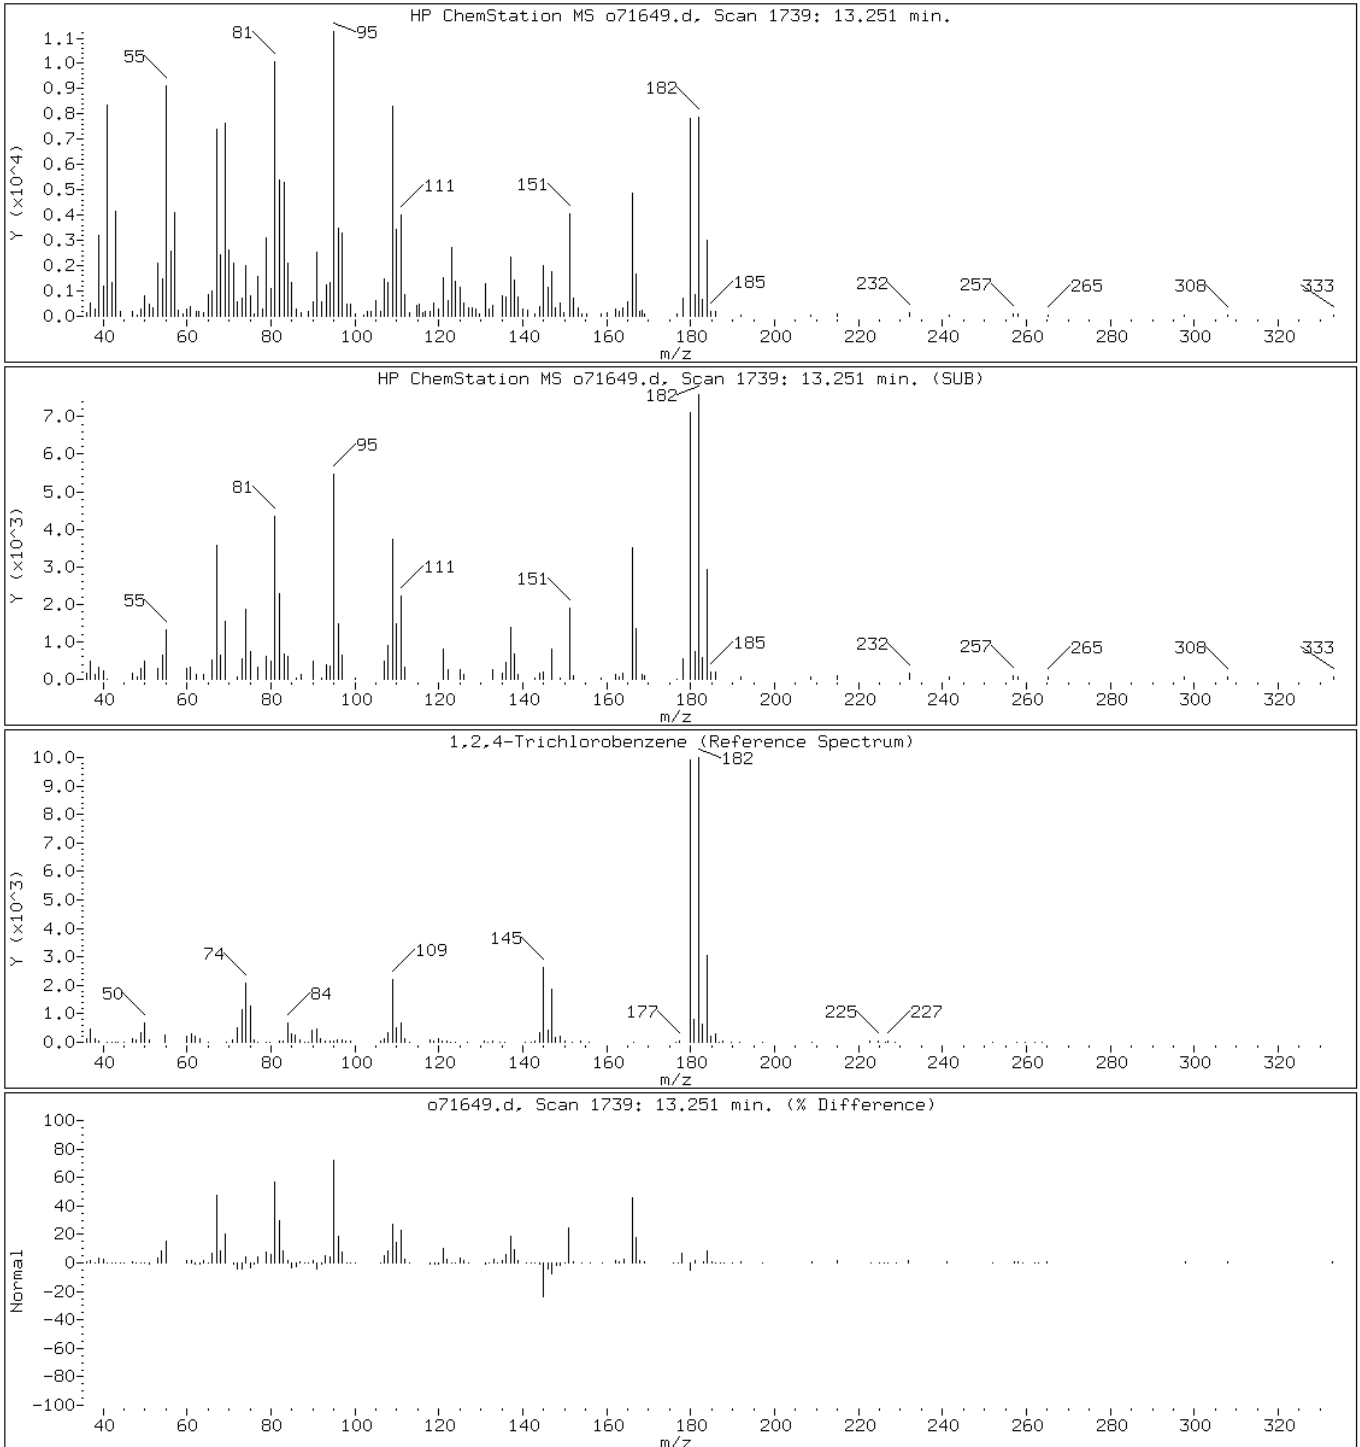 HP ChemStation MS o71649.d, Scan 1739: 13.251 min.
Y (x10^4)
1.1
1.0
0.9
0.8
0.7
0.6
0.5
0.4
0.3
0.2
0.1
0.0
55 81 95 111 151 182 185 232 257 265 308 333
40 60 80 100 120 140 160 180 200 220 240 260 280 300 320
m/z
HP ChemStation MS o71649.d, Scan 1739: 13.251 min. (SUB)
Y (x10^3)
7.0
6.0
5.0
4.0
3.0
2.0
1.0
0.0
55 81 95 111 151 182 185 232 257 265 308 333
40 60 80 100 120 140 160 180 200 220 240 260 280 300 320
m/z
1,2,4-Trichlorobenzene (Reference Spectrum)
Y (x10^3)
10.0
9.0
8.0
7.0
6.0
5.0
4.0
3.0
2.0
1.0
0.0
50 74 84 109 145 177 182 225 227
40 60 80 100 120 140 160 180 200 220 240 260 280 300 320
m/z
o71649.d, Scan 1739: 13.251 min. (% Difference)
Normal
100
80
60
40
20
0
-20
-40
-60
-80
-100
40 60 80 100 120 140 160 180 200 220 240 260 280 300 320
m/z